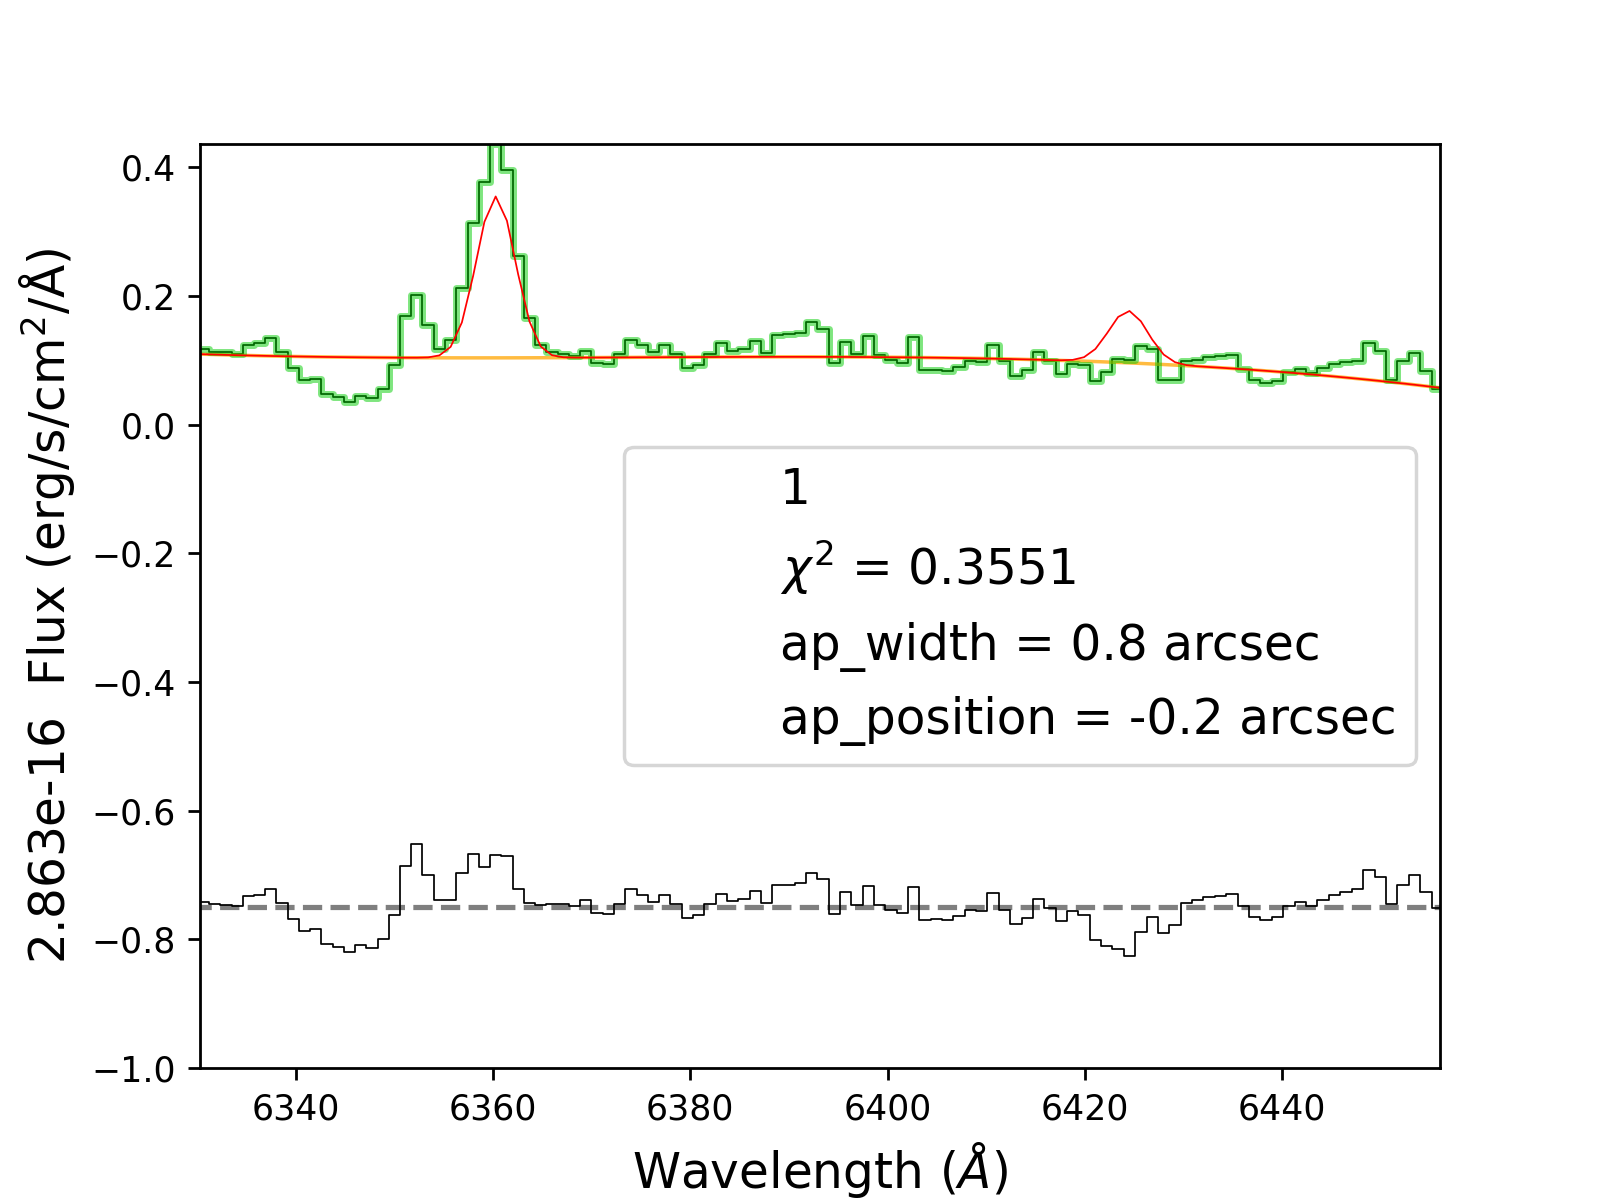 0.4
0.2
0.0
−0.2
−0.4
−0.6
−0.8
−1.0
2.863e-16 Flux (erg/s/cm²/Å)
1
χ² = 0.3551
ap_width = 0.8 arcsec
ap_position = -0.2 arcsec
6340 6360 6380 6400 6420 6440
Wavelength (Å)